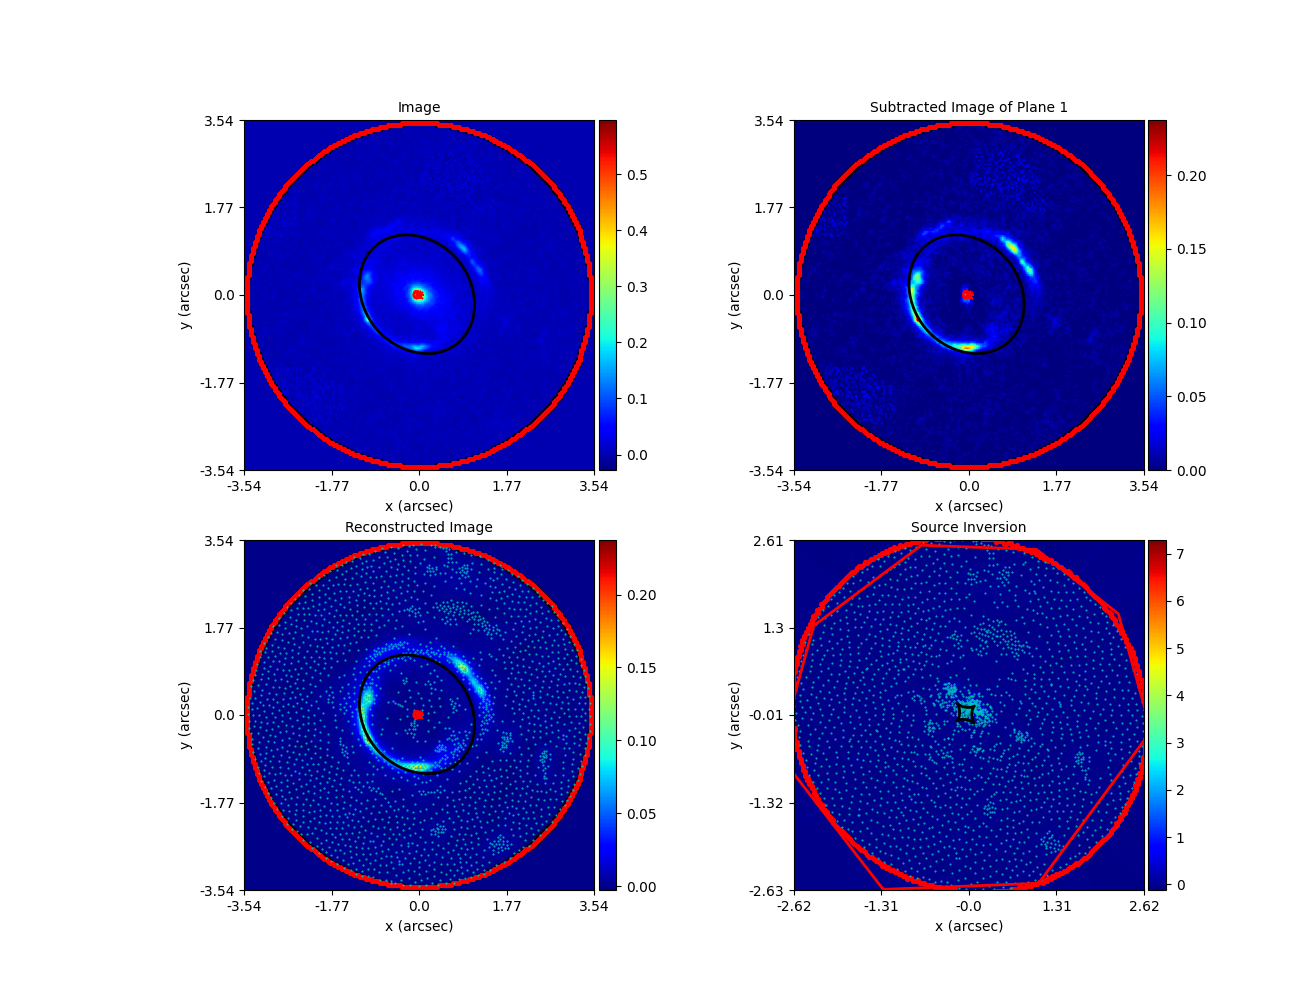 Image
3.54
1.77
0.0
-1.77
-3.54
y (arcsec)
-3.54 -1.77 0.0 1.77 3.54
x (arcsec)
0.5
0.4
0.3
0.2
0.1
0.0
Subtracted Image of Plane 1
3.54
1.77
0.0
-1.77
-3.54
y (arcsec)
-3.54 -1.77 0.0 1.77 3.54
x (arcsec)
0.20
0.15
0.10
0.05
0.00
Reconstructed Image
3.54
1.77
0.0
-1.77
-3.54
y (arcsec)
-3.54 -1.77 0.0 1.77 3.54
x (arcsec)
0.20
0.15
0.10
0.05
0.00
Source Inversion
2.61
1.3
-0.01
-1.32
-2.63
y (arcsec)
-2.62 -1.31 -0.0 1.31 2.62
x (arcsec)
7
6
5
4
3
2
1
0